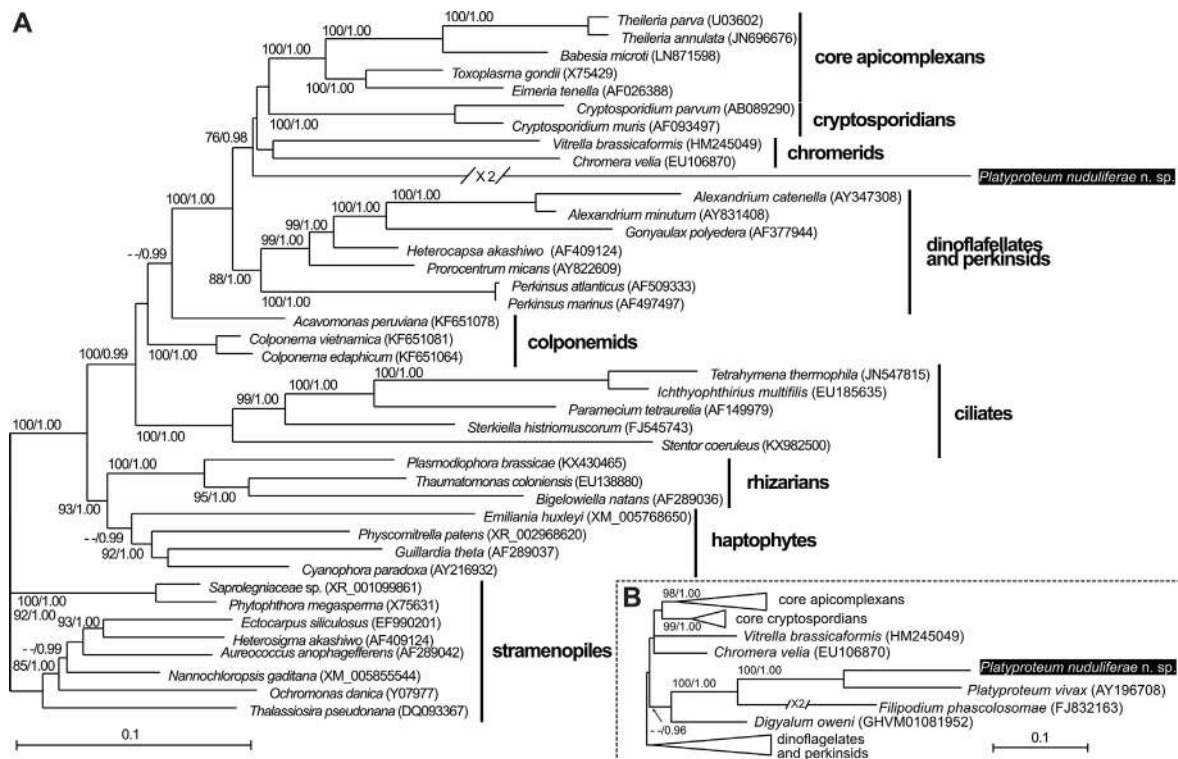 A
100/1.00
Theileria parva (U03602)
Theileria annulata (JN696676)
100/1.00
100/1.00
Babesia microti (LN871598)
core apicomplexans
Toxoplasma gondii (X75429)
100/1.00
Eimeria tenella (AF026388)
Cryptosporidium parvum (AB089290)
cryptosporidians
100/1.00
Cryptosporidium muris (AF093497)
76/0.98
Vitrella brassicaformis (HM245049)
chromerids
Chromera velia (EU106870)
X 2
Platyproteum nuduliferae n. sp.
100/1.00
100/1.00
Alexandrium catenella (AY347308)
100/1.00
Alexandrium minutum (AY831408)
99/1.00
Gonyaulax polyedera (AF377944)
dinoflafellates
and perkinsids
99/1.00
Heterocapsa akashiwo (AF409124)
- -/0.99
Prorocentrum micans (AY822609)
88/1.00
Perkinsus atlanticus (AF509333)
100/1.00
Perkinsus marinus (AF497497)
Acavomonas peruviana (KF651078)
Colponema vietnamica (KF651081)
colponemids
100/0.99
100/1.00
Colponema edaphicum (KF651064)
100/1.00
Tetrahymena thermophila (JN547815)
100/1.00
Ichthyophthirius multifilis (EU185635)
99/1.00
Paramecium tetraurelia (AF149979)
ciliates
100/1.00
100/1.00
Sterkiella histriomuscorum (FJ545743)
Stentor coeruleus (KX982500)
100/1.00
Plasmodiophora brassicae (KX430465)
Thaumatomonas coloniensis (EU138880)
rhizarians
95/1.00
Bigelowiella natans (AF289036)
93/1.00
Emiliania huxleyi (XM_005768650)
- -/0.99
Physcomitrella patens (XR_002968620)
haptophytes
92/1.00
Guillardia theta (AF289037)
Cyanophora paradoxa (AY216932)
Saprolegniaceae sp. (XR_001099861)
100/1.00
Phytophthora megasperma (X75631)
92/1.00
93/1.00
Ectocarpus siliculosus (EF990201)
Heterosigma akashiwo (AF409124)
- -/0.99
Aureococcus anophagefferens (AF289042)
stramenopiles
85/1.00
Nannochloropsis gaditana (XM_005855544)
Ochromonas danica (Y07977)
Thalassiosira pseudonana (DQ093367)
0.1
B
98/1.00
core apicomplexans
99/1.00
core cryptospordians
Vitrella brassicaformis (HM245049)
Chromera velia (EU106870)
100/1.00
Platyproteum nuduliferae n. sp.
100/1.00
Platyproteum vivax (AY196708)
X2
Filipodium phascolosomae (FJ832163)
Digyalum oweni (GHVM01081952)
- -/0.96
dinoflagelates
and perkinsids
0.1